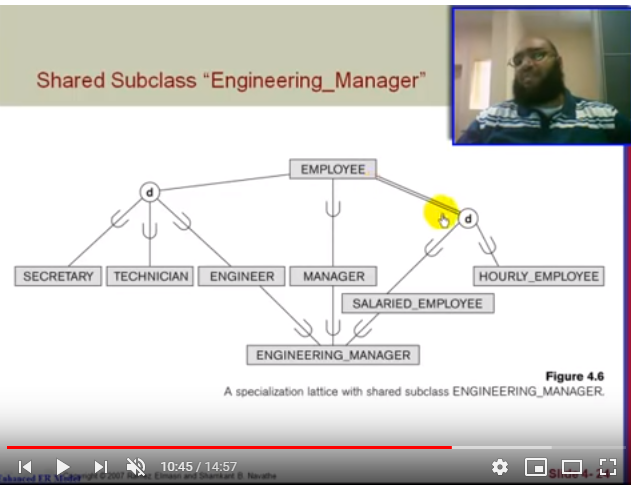 Shared Subclass “Engineering_Manager”
EMPLOYEE
d
d
SECRETARY
TECHNICIAN
ENGINEER
MANAGER
HOURLY_EMPLOYEE
SALARIED_EMPLOYEE
ENGINEERING_MANAGER
Figure 4.6
A specialization lattice with shared subclass ENGINEERING_MANAGER.
10:45 / 14:57
Enhanced ER Model
©2007 Ramez Elmasri and Shamkant B. Navathe
Slide 4- 24